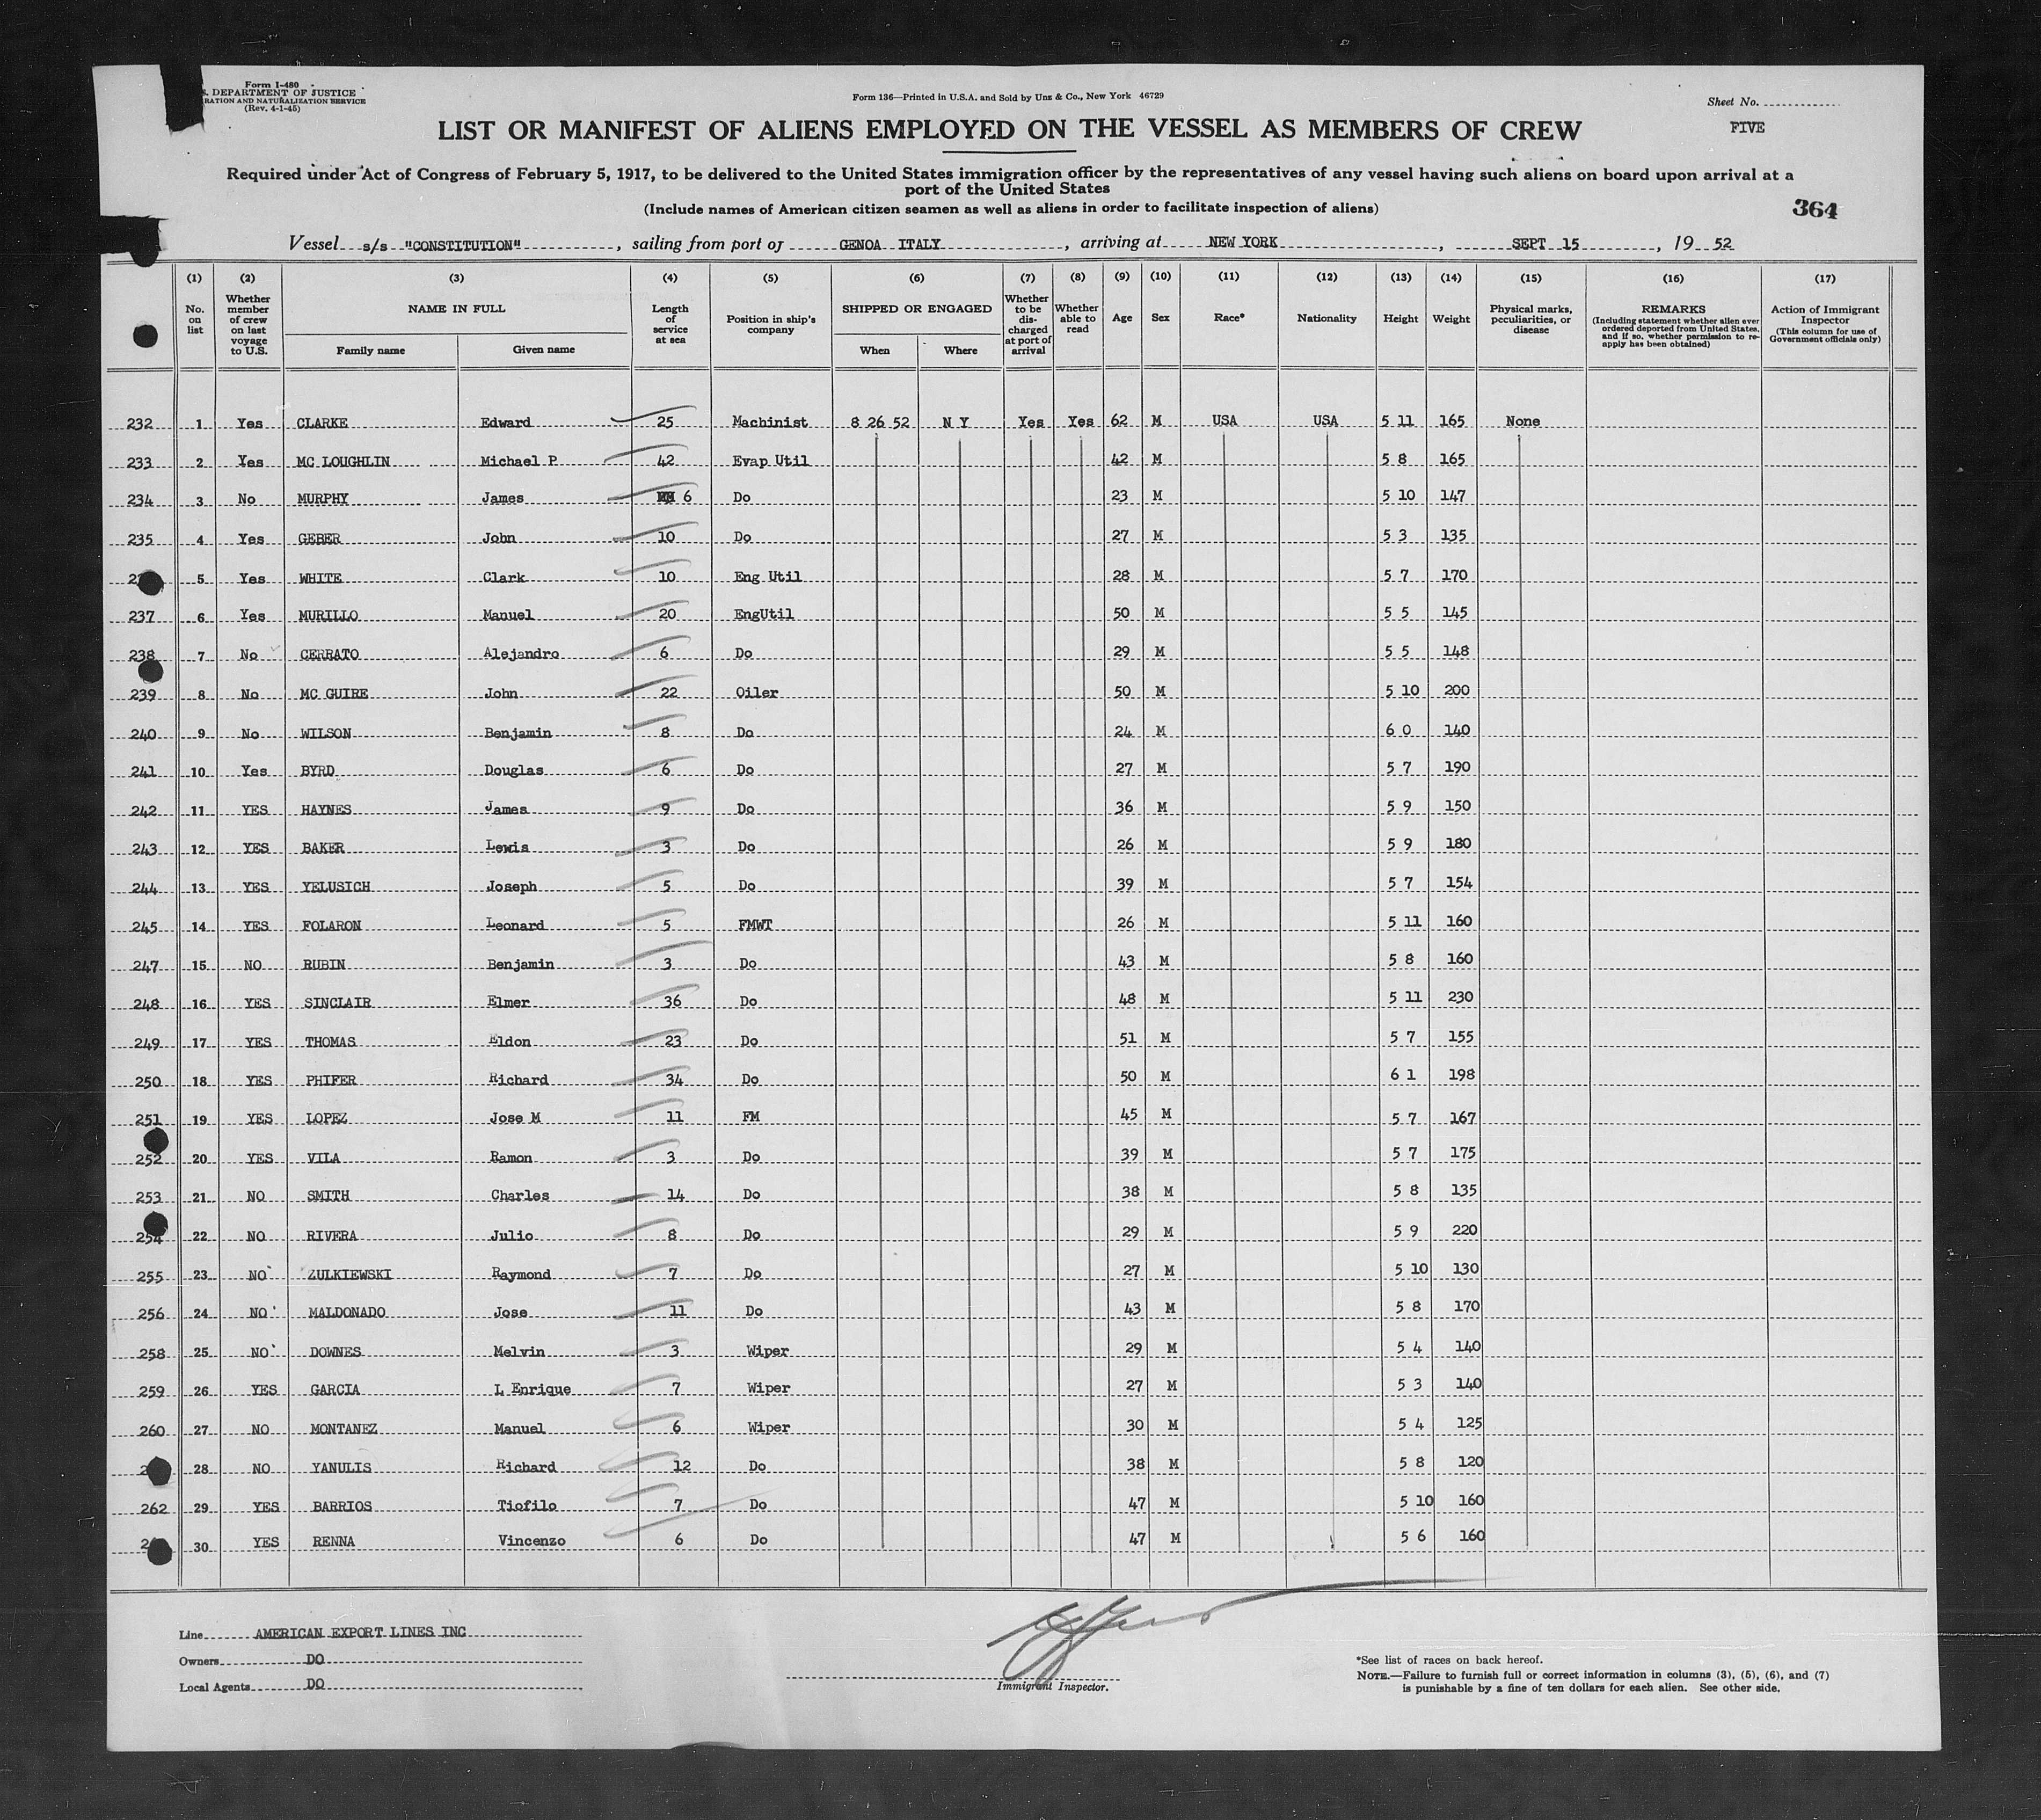 Form I-480
. DEPARTMENT OF JUSTICE
RATION AND NATURALIZATION SERVICE
(Rev. 4-1-45)
Form 136—Printed in U.S.A. and Sold by Unz & Co., New York 46729
Sheet No.
FIVE
LIST OR MANIFEST OF ALIENS EMPLOYED ON THE VESSEL AS MEMBERS OF CREW
Required under Act of Congress of February 5, 1917, to be delivered to the United States immigration officer by the representatives of any vessel having such aliens on board upon arrival at a
port of the United States
(Include names of American citizen seamen as well as aliens in order to facilitate inspection of aliens)
364
Vessel s/s "CONSTITUTION", sailing from port of GENOA ITALY, arriving at NEW YORK, SEPT 15, 19 52
(1) No. on list
(2) Whether member of crew on last voyage to U.S.
(3) NAME IN FULL Family name Given name
(4) Length of service at sea
(5) Position in ship's company
(6) SHIPPED OR ENGAGED When Where
(7) Whether to be discharged at port of arrival
(8) Whether able to read
(9) Age
(10) Sex
(11) Race*
(12) Nationality
(13) Height
(14) Weight
(15) Physical marks, peculiarities, or disease
(16) REMARKS (Including statement whether alien ever ordered deported from United States, and if so, whether permission to re-apply has been obtained)
(17) Action of Immigrant Inspector (This column for use of Government officials only)
232 1 Yes CLARKE Edward 25 Machinist 8 26 52 N Y Yes Yes 62 M USA USA 5 11 165 None
233 2 Yes MC LOUGHLIN Michael P 42 Evap Util 42 M 5 8 165
234 3 No MURPHY James 6 Do 23 M 5 10 147
235 4 Yes GEBER John 10 Do 27 M 5 3 135
5 Yes WHITE Clark 10 Eng Util 28 M 5 7 170
237 6 Yes MURILLO Manuel 20 EngUtil 50 M 5 5 145
238 7 No CERRATO Alejandro 6 Do 29 M 5 5 148
239 8 No MC GUIRE John 22 Oiler 50 M 5 10 200
240 9 No WILSON Benjamin 8 Do 24 M 6 0 140
241 10 Yes BYRD Douglas 6 Do 27 M 5 7 190
242 11 YES HAYNES James 9 Do 36 M 5 9 150
243 12 YES BAKER Lewis 3 Do 26 M 5 9 180
244 13 YES YELUSICH Joseph 5 Do 39 M 5 7 154
245 14 YES FOLARON Leonard 5 FMWT 26 M 5 11 160
247 15 NO RUBIN Benjamin 3 Do 43 M 5 8 160
248 16 YES SINCLAIR Elmer 36 Do 48 M 5 11 230
249 17 YES THOMAS Eldon 23 Do 51 M 5 7 155
250 18 YES PHIFER Richard 34 Do 50 M 6 1 198
251 19 YES LOPEZ Jose M 11 FM 45 M 5 7 167
252 20 YES VILA Ramon 3 Do 39 M 5 7 175
253 21 NO SMITH Charles 14 Do 38 M 5 8 135
254 22 NO RIVERA Julio 8 Do 29 M 5 9 220
255 23 NO ZULKIEWSKI Raymond 7 Do 27 M 5 10 130
256 24 NO MALDONADO Jose 11 Do 43 M 5 8 170
258 25 NO DOWNES Melvin 3 Wiper 29 M 5 4 140
259 26 YES GARCIA L Enrique 7 Wiper 27 M 5 3 140
260 27 NO MONTANEZ Manuel 6 Wiper 30 M 5 4 125
28 NO YANULIS Richard 12 Do 38 M 5 8 120
262 29 YES BARRIOS Tiofilo 7 Do 47 M 5 10 160
30 YES RENNA Vincenzo 6 Do 47 M 5 6 160
Line AMERICAN EXPORT LINES INC
Owners DO
Local Agents DO
Immigrant Inspector.
*See list of races on back hereof.
NOTE.—Failure to furnish full or correct information in columns (3), (5), (6), and (7)
is punishable by a fine of ten dollars for each alien. See other side.